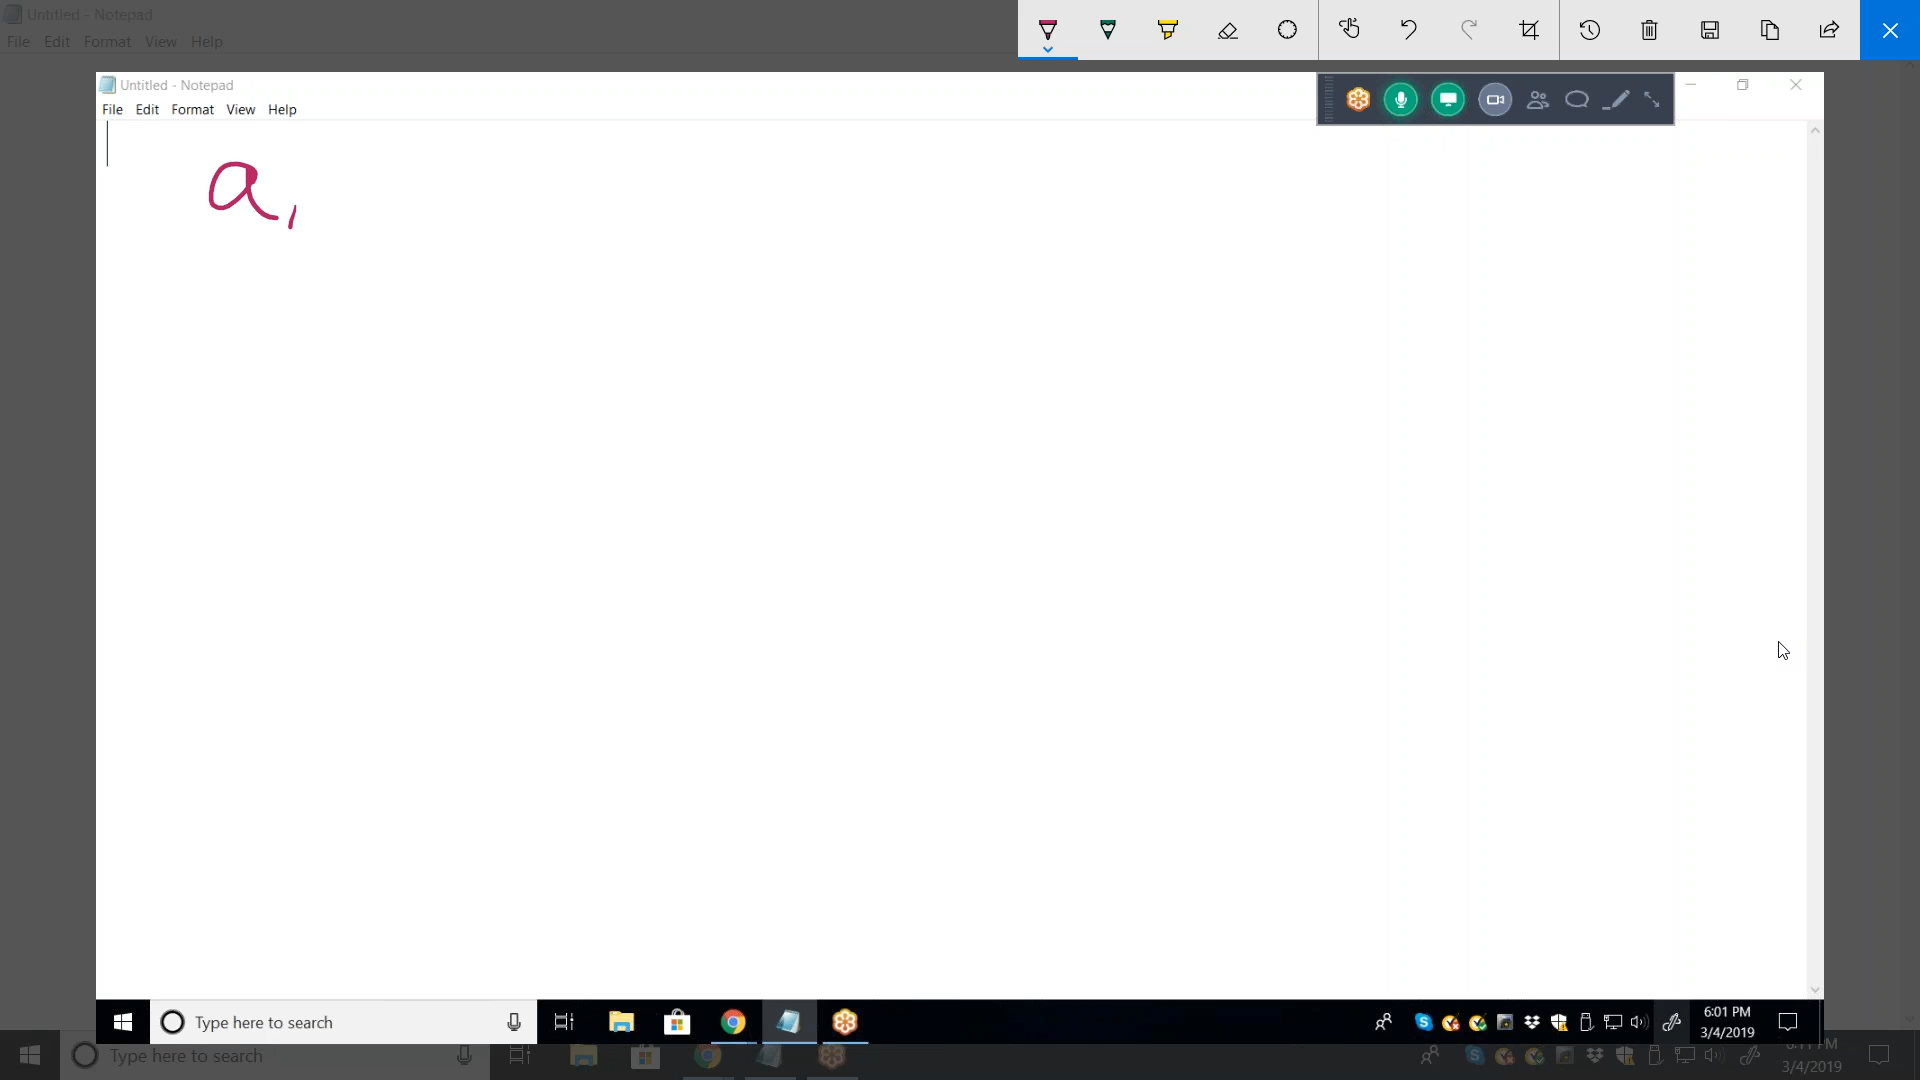 Untitled - Notepad
File Edit Format View Help
Untitled - Notepad
File Edit Format View Help
a,
Type here to search
6:01 PM
3/4/2019
Type here to search
3/4/2019